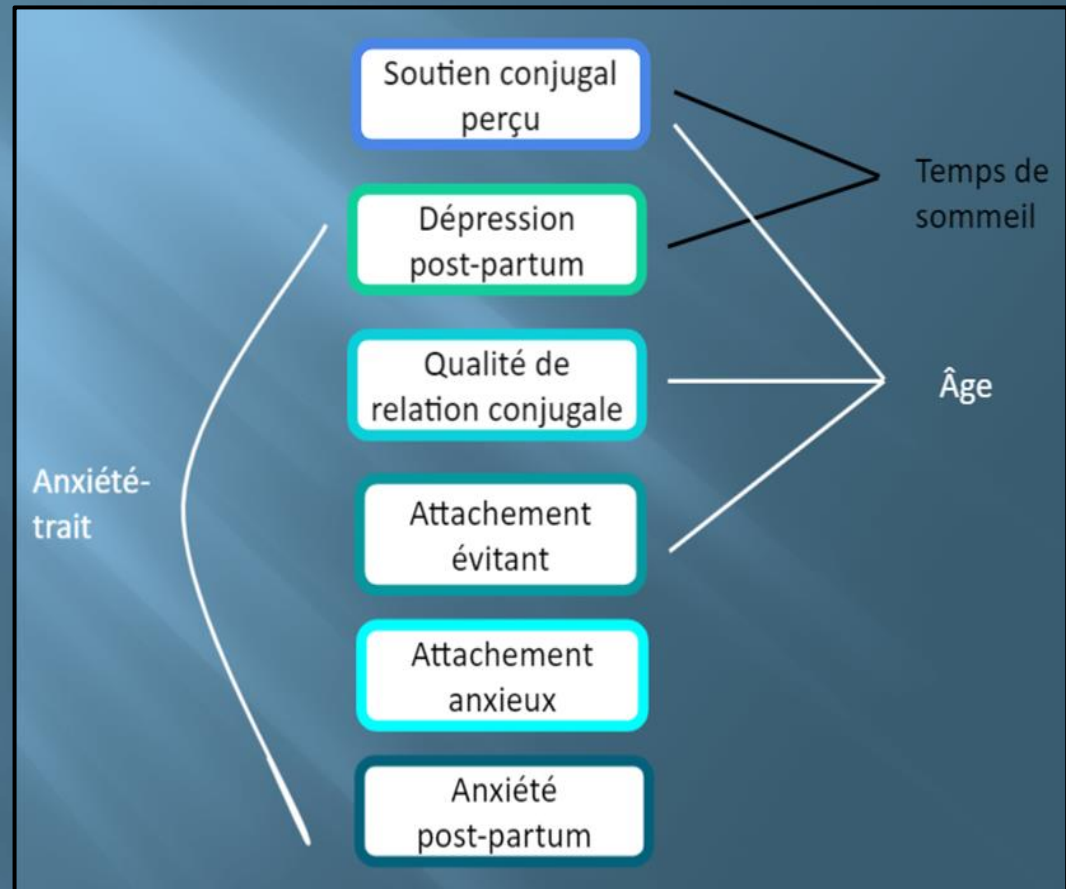 Soutien conjugal
perçu
Temps de
sommeil
Dépression
post-partum
Qualité de
relation conjugale
Âge
Anxiété-
trait
Attachement
évitant
Attachement
anxieux
Anxiété
post-partum